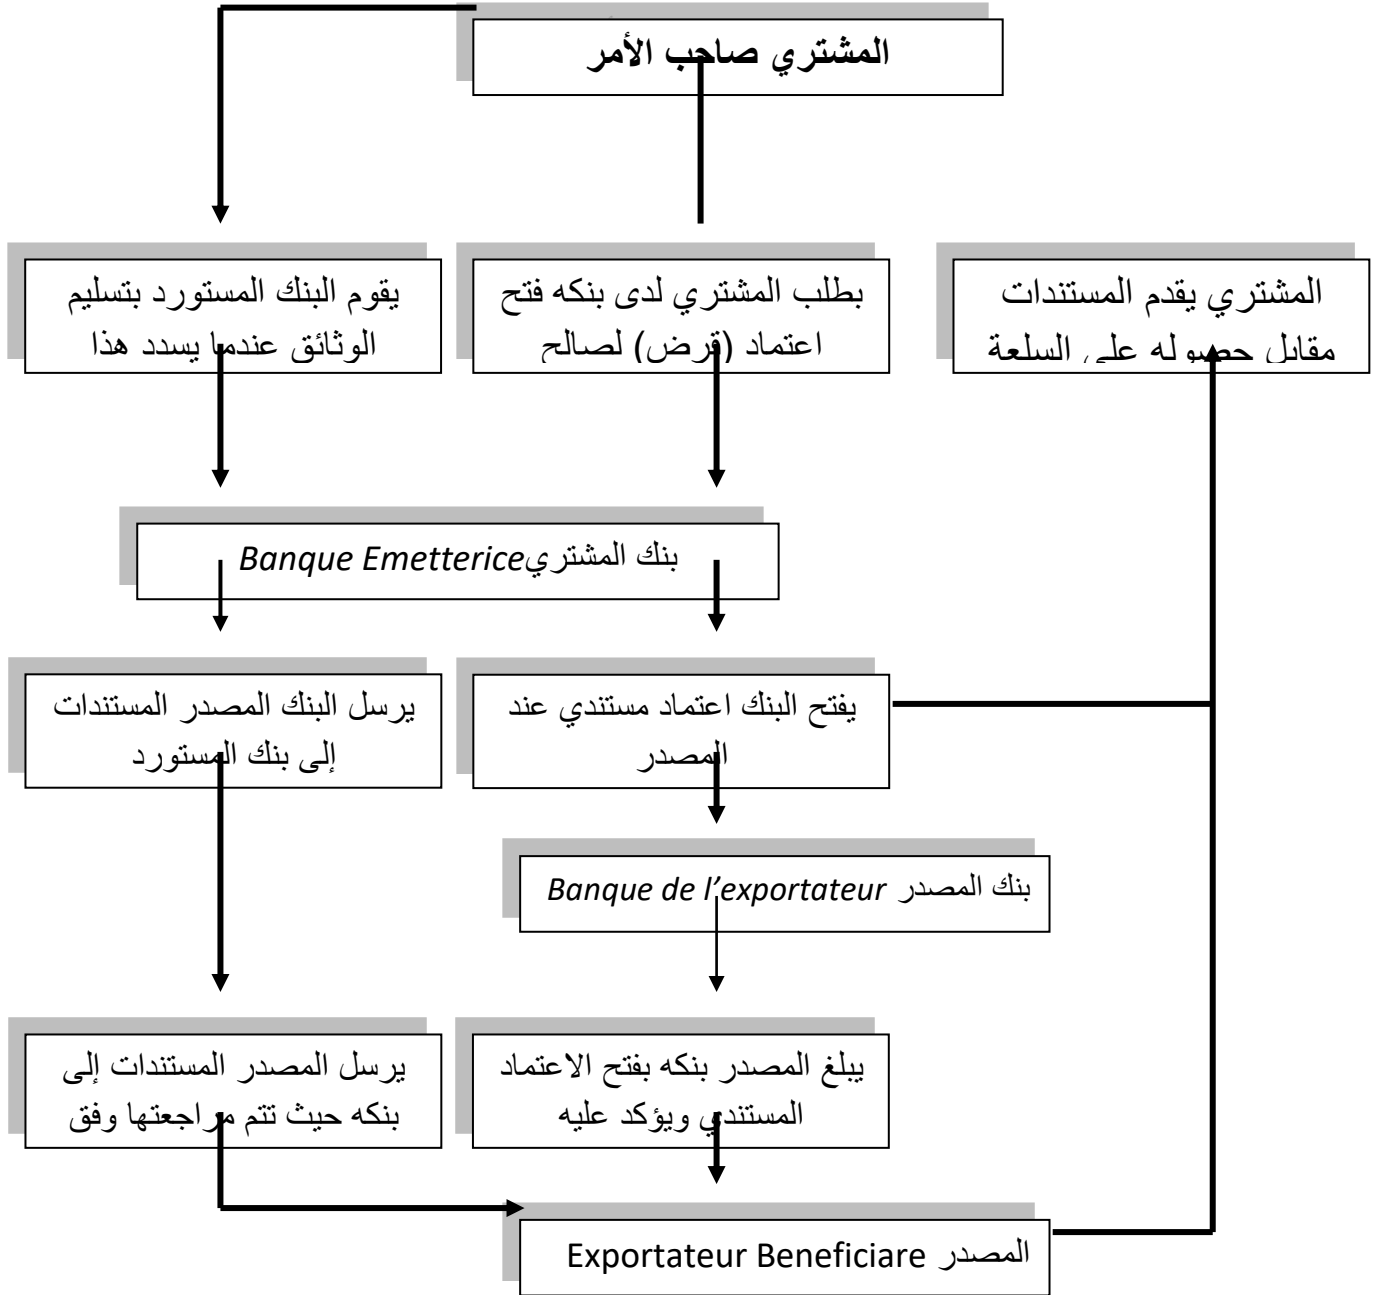 المشتري صاحب الأمر
المشتري يقدم المستندات
مقابل حصوله على السلعة
بطلب المشتري لدى بنكه فتح
اعتماد (قرض) لصالح
يقوم البنك المستورد بتسليم
الوثائق عندما يسدد هذا
بنك المشتريBanque Emetterice
يفتح البنك اعتماد مستندي عند
المصدر
يرسل البنك المصدر المستندات
إلى بنك المستورد
بنك المصدر Banque de l’exportateur
يبلغ المصدر بنكه بفتح الاعتماد
المستندي ويؤكد عليه
يرسل المصدر المستندات إلى
بنكه حيث تتم مراجعتها وفق
المصدر Exportateur Beneficiare